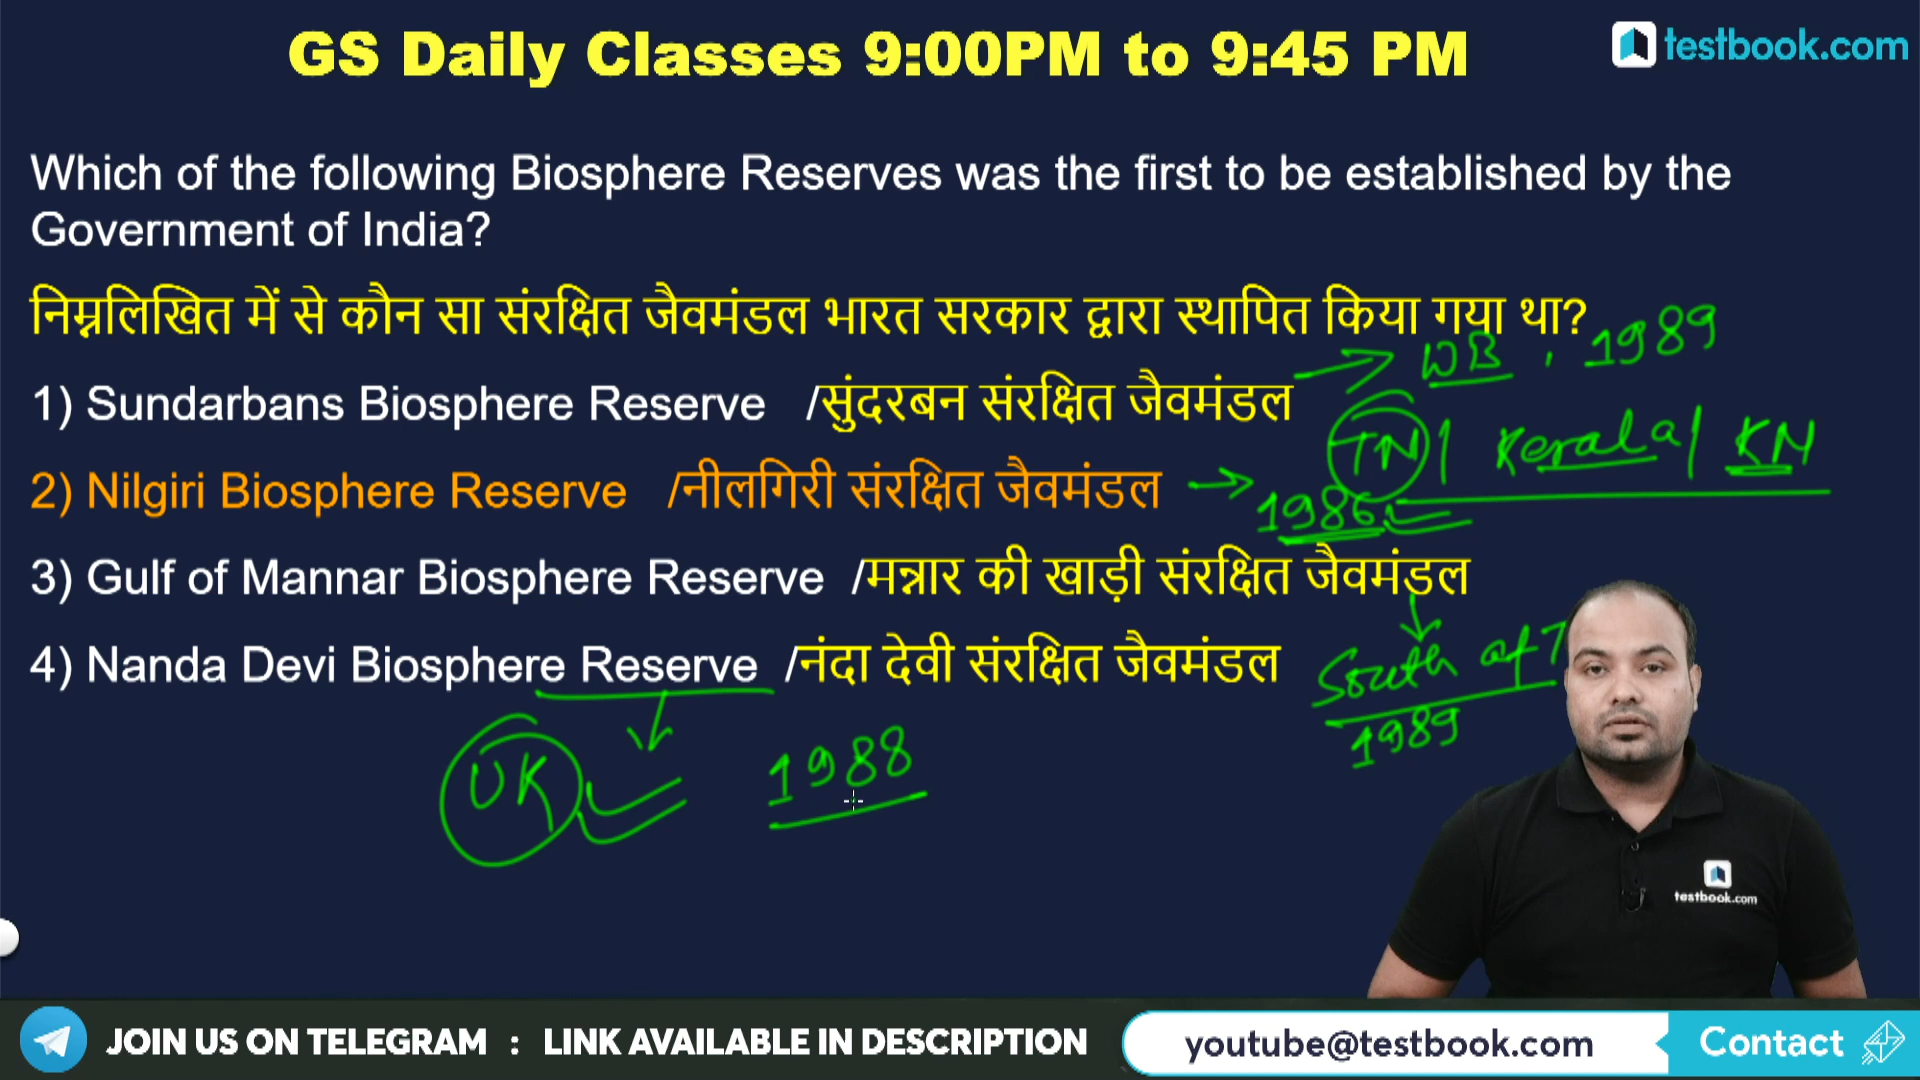 GS Daily Classes 9:00PM to 9:45 PM
testbook.com
Which of the following Biosphere Reserves was the first to be established by the
Government of India?
निम्नलिखित में से कौन सा संरक्षित जैवमंडल भारत सरकार द्वारा स्थापित किया गया था?
WB , 1989
1) Sundarbans Biosphere Reserve /सुंदरबन संरक्षित जैवमंडल
TN | Kerala | KN
2) Nilgiri Biosphere Reserve /नीलगिरी संरक्षित जैवमंडल
1986
3) Gulf of Mannar Biosphere Reserve /मन्नार की खाड़ी संरक्षित जैवमंडल
4) Nanda Devi Biosphere Reserve /नंदा देवी संरक्षित जैवमंडल
South of
1989
UK 1988
testbook.com
JOIN US ON TELEGRAM : LINK AVAILABLE IN DESCRIPTION
youtube@testbook.com
Contact